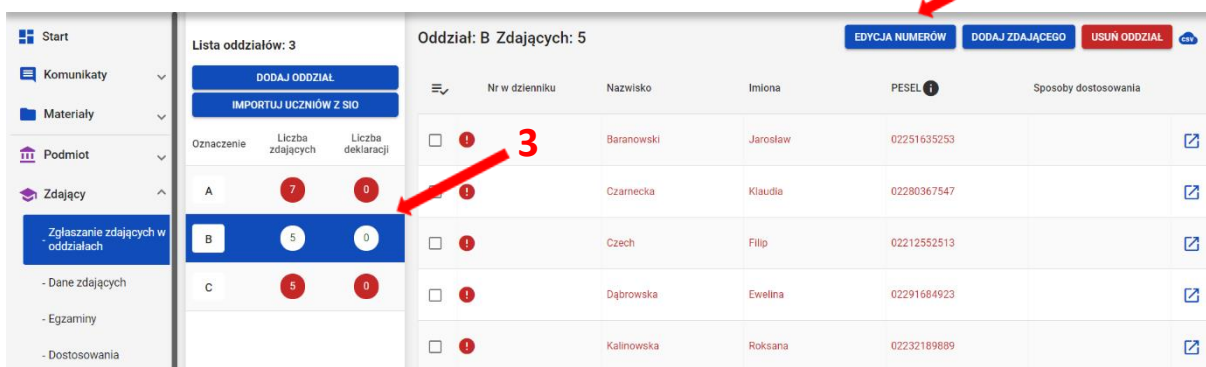 Start
Komunikaty
Materiały
Podmiot
Zdający
- Zgłaszanie zdających w oddziałach
- Dane zdających
- Egzaminy
- Dostosowania
Lista oddziałów: 3
DODAJ ODDZIAŁ
IMPORTUJ UCZNIÓW Z SIO
Oznaczenie Liczba zdających Liczba deklaracji
A 7 0
B 5 0
C 5 0
3
Oddział: B Zdających: 5
EDYCJA NUMERÓW DODAJ ZDAJĄCEGO USUŃ ODDZIAŁ CSV
Nr w dzienniku Nazwisko Imiona PESEL i Sposoby dostosowania
! Baranowski Jarosław 02251635253
! Czarnecka Klaudia 02280367547
! Czech Filip 02212552513
! Dąbrowska Ewelina 02291684923
! Kalinowska Roksana 02232189889